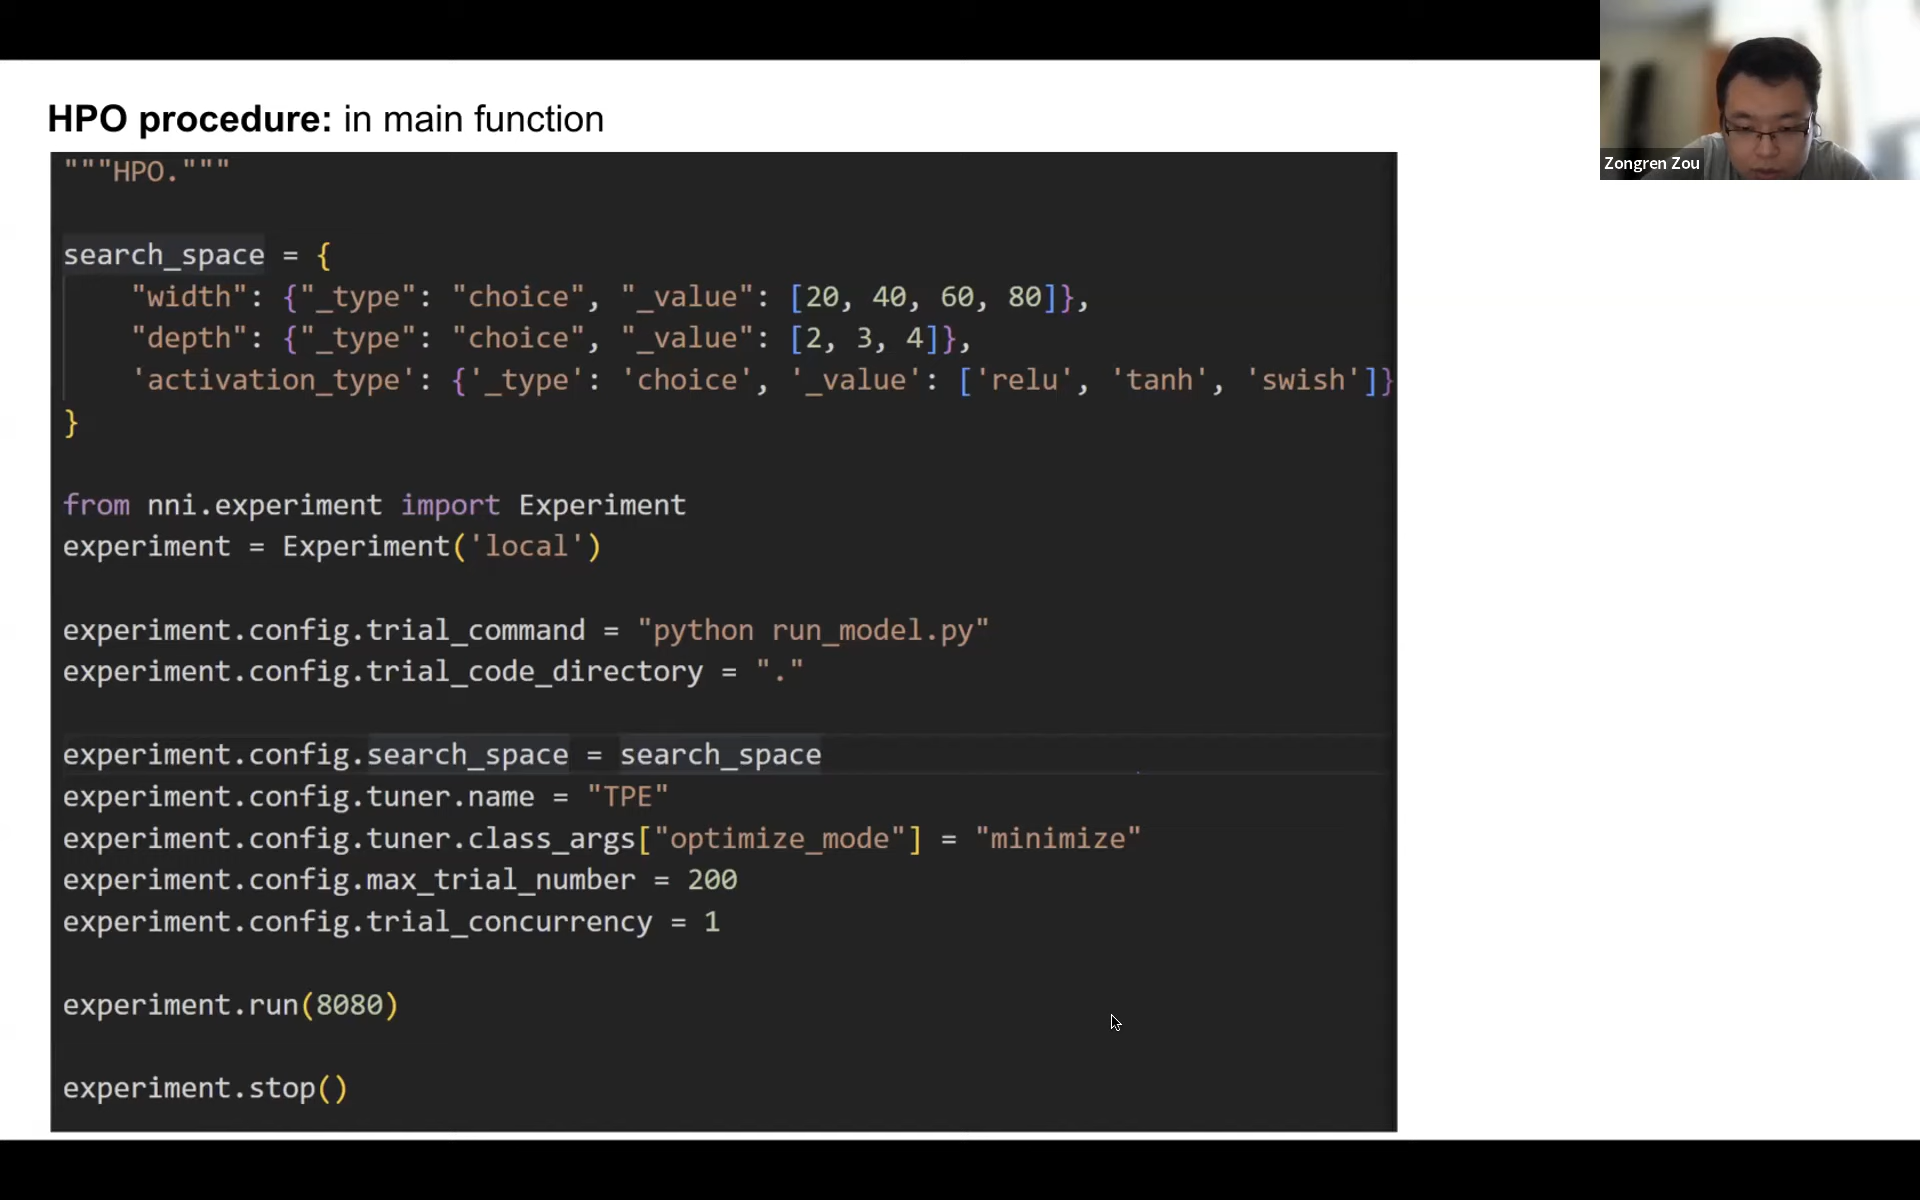 HPO procedure: in main function
Zongren Zou
"""HPO."""
search_space = {
    "width": {"_type": "choice", "_value": [20, 40, 60, 80]},
    "depth": {"_type": "choice", "_value": [2, 3, 4]},
    'activation_type': {'_type': 'choice', '_value': ['relu', 'tanh', 'swish']}
}
from nni.experiment import Experiment
experiment = Experiment('local')
experiment.config.trial_command = "python run_model.py"
experiment.config.trial_code_directory = "."
experiment.config.search_space = search_space
experiment.config.tuner.name = "TPE"
experiment.config.tuner.class_args["optimize_mode"] = "minimize"
experiment.config.max_trial_number = 200
experiment.config.trial_concurrency = 1
experiment.run(8080)
experiment.stop()